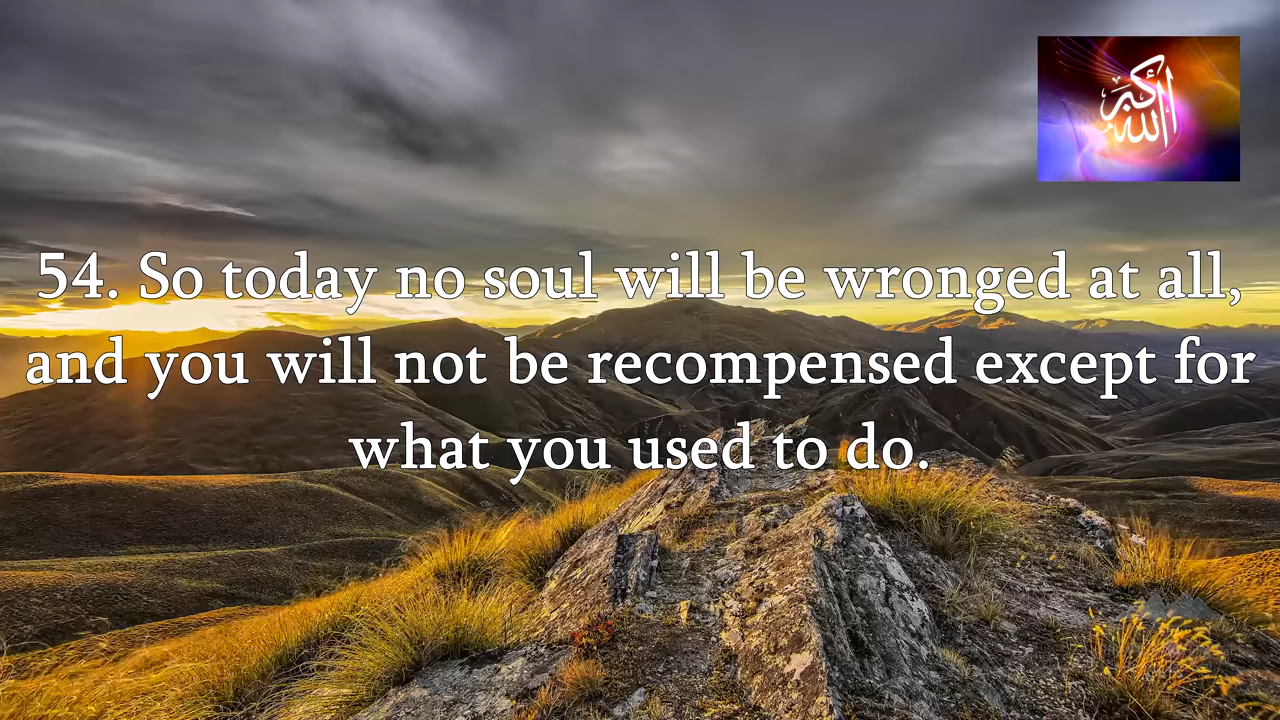 الله أكبر
54. So today no soul will be wronged at all,
and you will not be recompensed except for
what you used to do.